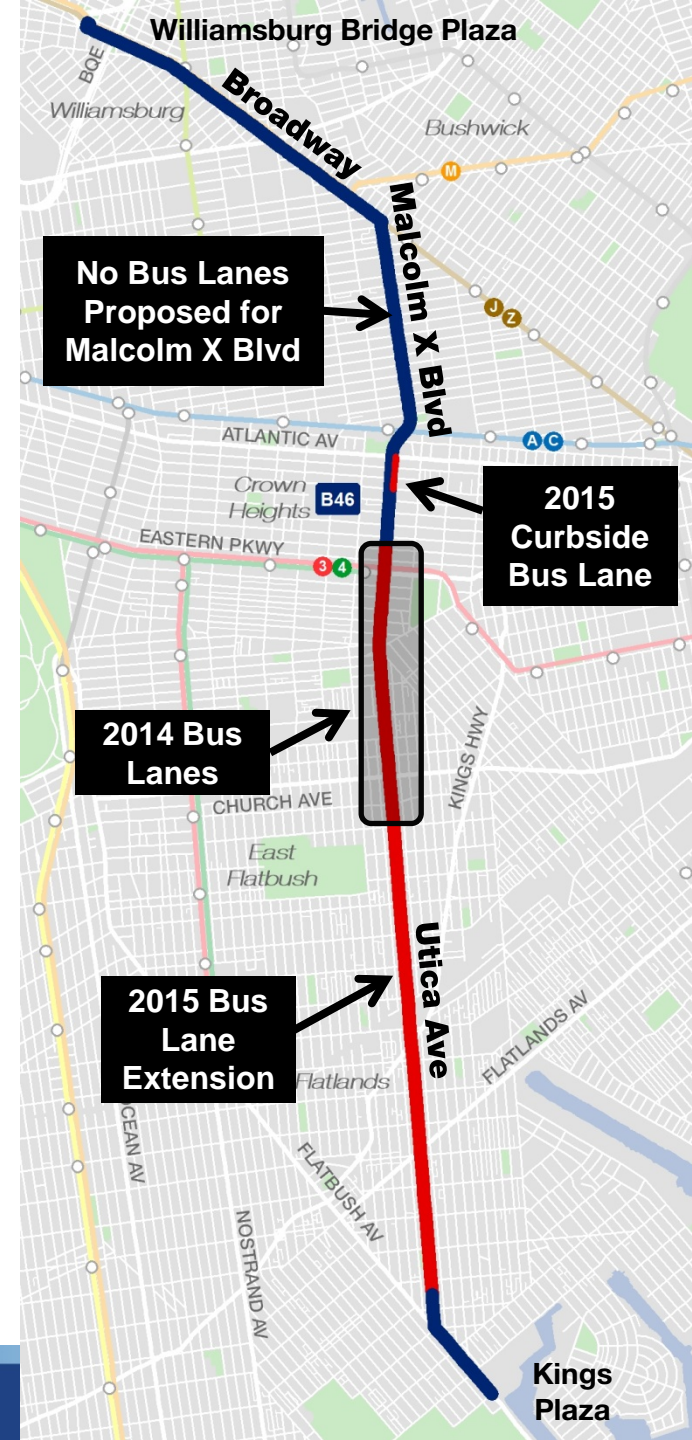 Williamsburg Bridge Plaza
BQE
Broadway
Williamsburg
Bushwick
M
Malcolm X Blvd
No Bus Lanes
Proposed for
Malcolm X Blvd
J
Z
ATLANTIC AV
A C
Crown
Heights
B46
2015
Curbside
Bus Lane
EASTERN PKWY
3 4
2014 Bus
Lanes
KINGS HWY
CHURCH AVE
East
Flatbush
Utica Ave
2015 Bus
Lane
Extension
FLATLANDS AV
Flatlands
OCEAN AV
FLATBUSH AV
NOSTRAND AV
Kings
Plaza